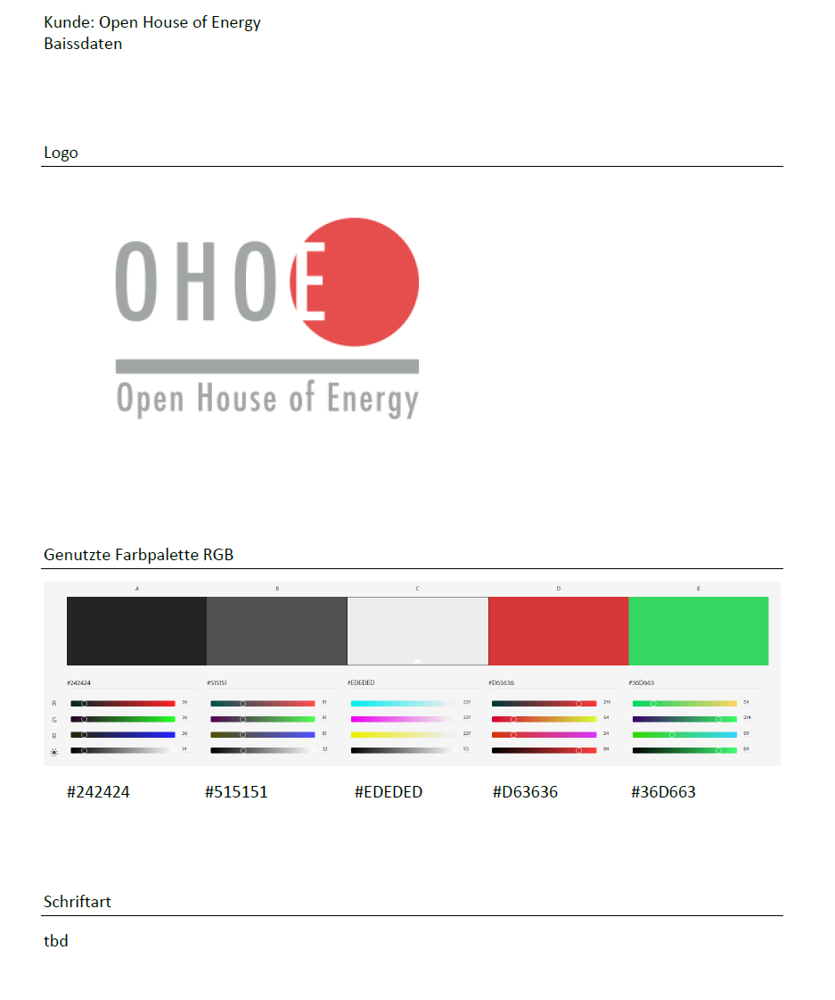 Kunde: Open House of Energy
Baissdaten
Logo
OHOE
Open House of Energy
Genutzte Farbpalette RGB
A B C D E
#242424 #515151 #EDEDED #D63636 #36D663
R 36 81 237 214 54
G 36 81 237 54 214
B 36 81 237 54 99
14 32 93 84 84
#242424 #515151 #EDEDED #D63636 #36D663
Schriftart
tbd